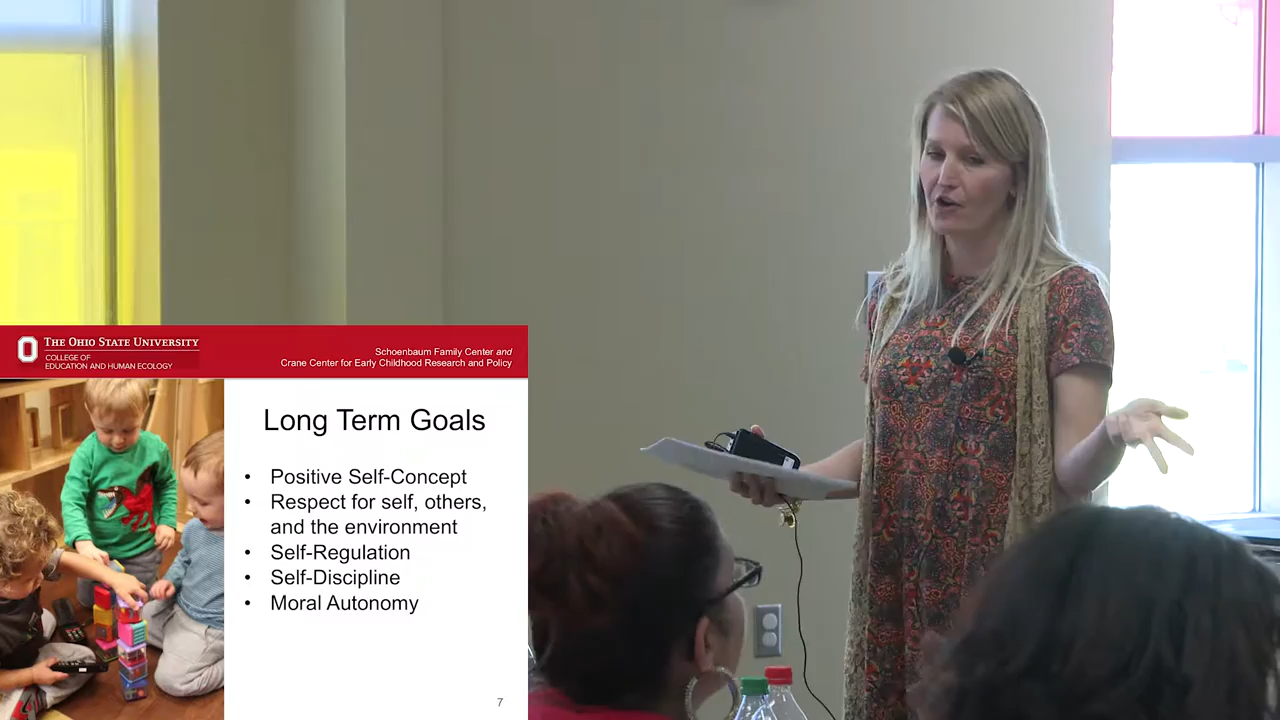 THE OHIO STATE UNIVERSITY
COLLEGE OF
EDUCATION AND HUMAN ECOLOGY
Schoenbaum Family Center and
Crane Center for Early Childhood Research and Policy
Long Term Goals
• Positive Self-Concept
• Respect for self, others,
and the environment
• Self-Regulation
• Self-Discipline
• Moral Autonomy
7